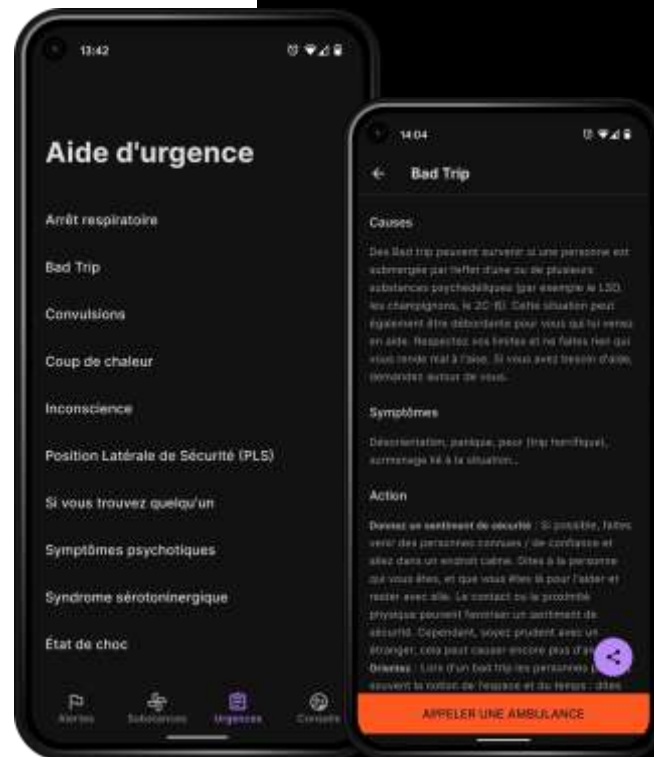 13:42
Aide d'urgence
Arrêt respiratoire
Bad Trip
Convulsions
Coup de chaleur
Inconscience
Position Latérale de Sécurité (PLS)
Si vous trouvez quelqu'un
Symptômes psychotiques
Syndrome sérotoninergique
État de choc
Alertes
Substances
Urgences
Conseils
14:04
Bad Trip
Causes
Des Bad trip peuvent survenir si une personne est
submergée par l'effet d'une ou de plusieurs
substances psychédéliques (par exemple le LSD,
les champignons, le 2C-B). Cette situation peut
également être débordante pour vous qui lui venez
en aide. Respectez vos limites et ne faites rien qui
vous rende mal à l'aise. Si vous avez besoin d'aide,
demandez autour de vous.
Symptômes
Désorientation, panique, peur (trip horrifique),
surmenage lié à la situation...
Action
Donnez un sentiment de sécurité : Si possible, faites
venir des personnes connues / de confiance et
allez dans un endroit calme. Dites à la personne
qui vous êtes, et que vous êtes là pour l'aider et
rester avec elle. Le contact ou la proximité
physique peuvent favoriser un sentiment de
sécurité. Cependant, soyez prudent avec un
étranger, cela peut causer encore plus
Orientez : Lors d'un bad trip les personnes
souvent la notion de l'espace et du temps : dites
APPELER UNE AMBULANCE